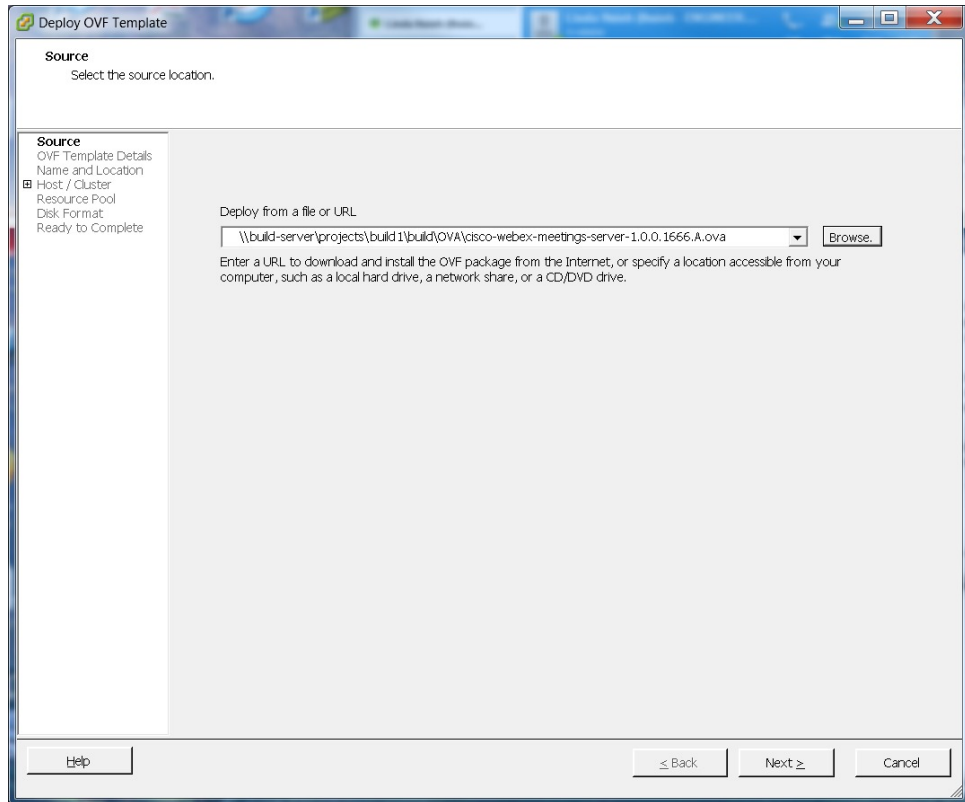 Deploy OVF Template
Source
Select the source location.
Source
OVF Template Details
Name and Location
Host / Cluster
Resource Pool
Disk Format
Ready to Complete
Deploy from a file or URL
\\build-server\projects\build1\build\OVA\cisco-webex-meetings-server-1.0.0.1666.A.ova
Browse.
Enter a URL to download and install the OVF package from the Internet, or specify a location accessible from your
computer, such as a local hard drive, a network share, or a CD/DVD drive.
Help
≤ Back
Next ≥
Cancel